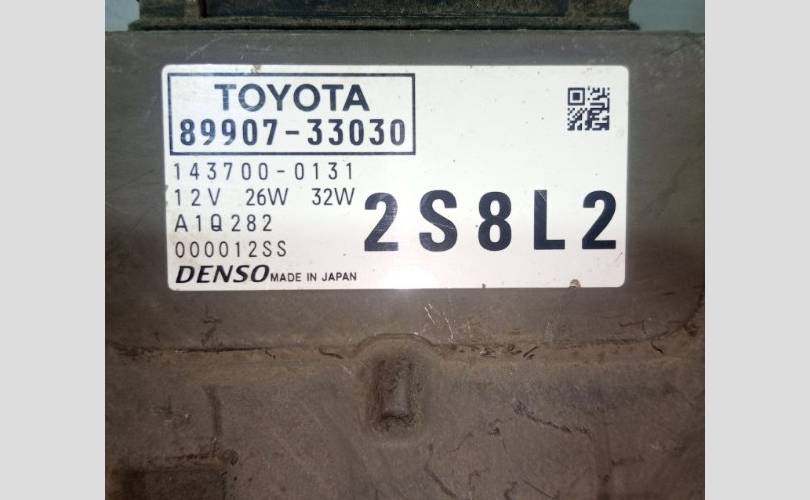 TOYOTA
89907-33030
143700-0131
12V 26W 32W
A1Q282
2S8L2
000012SS
DENSO MADE IN JAPAN